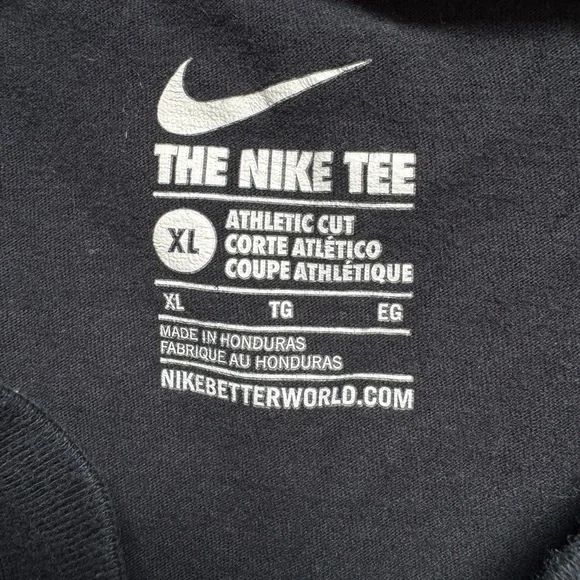 THE NIKE TEE
XL
ATHLETIC CUT
CORTE ATLÉTICO
COUPE ATHLÉTIQUE
XL TG EG
MADE IN HONDURAS
FABRIQUE AU HONDURAS
NIKEBETTERWORLD.COM